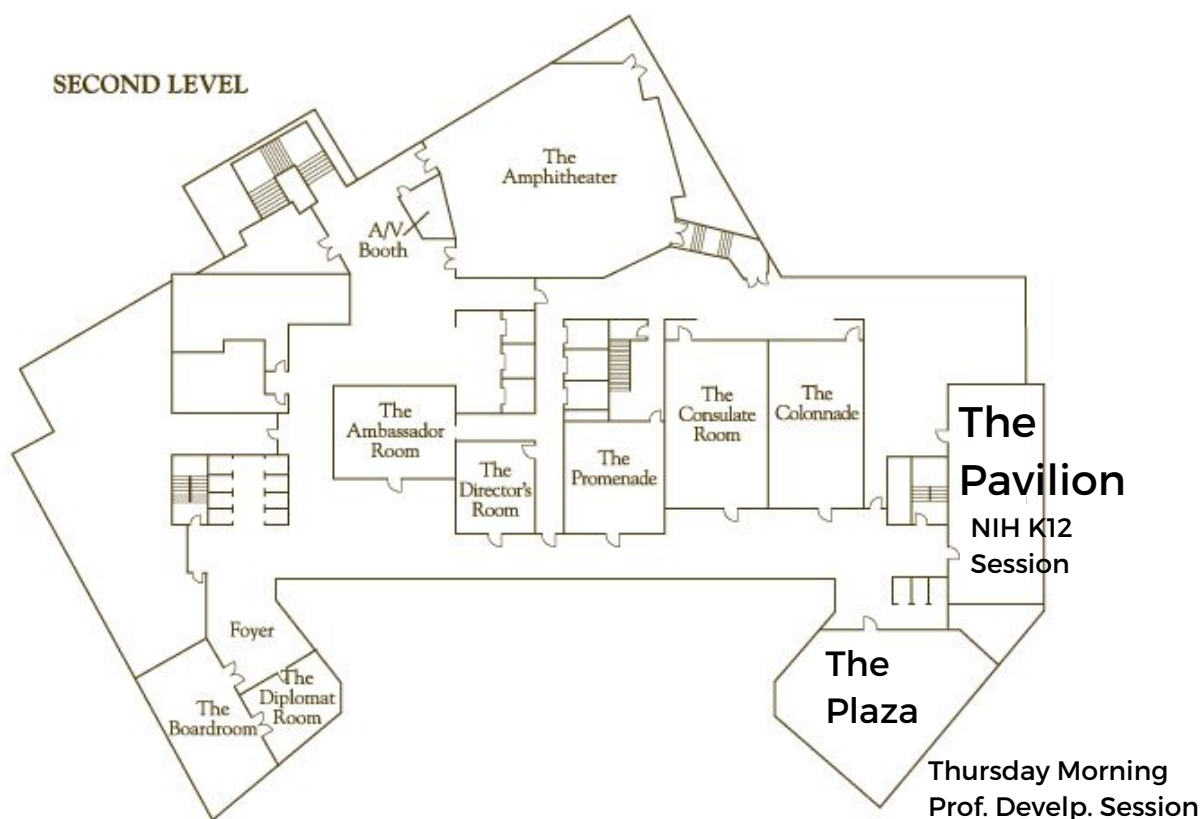 SECOND LEVEL
The
Amphitheater
A/V
Booth
The
Ambassador
Room
The
Director's
Room
The
Promenade
The
Consulate
Room
The
Colonnade
The
Pavilion
NIH K12
Session
Foyer
The
Diplomat
Room
The
Boardroom
The
Plaza
Thursday Morning
Prof. Develp. Session